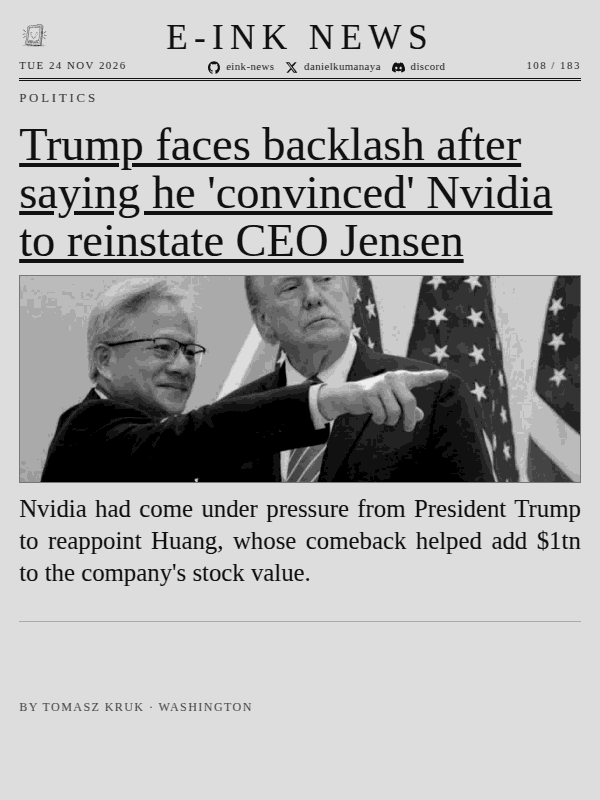 E-INK NEWS
TUE 24 NOV 2026
eink-news
danielkumanaya
discord
108 / 183
POLITICS
Trump faces backlash after
saying he 'convinced' Nvidia
to reinstate CEO Jensen
Nvidia had come under pressure from President Trump
to reappoint Huang, whose comeback helped add $1tn
to the company's stock value.
BY TOMASZ KRUK · WASHINGTON